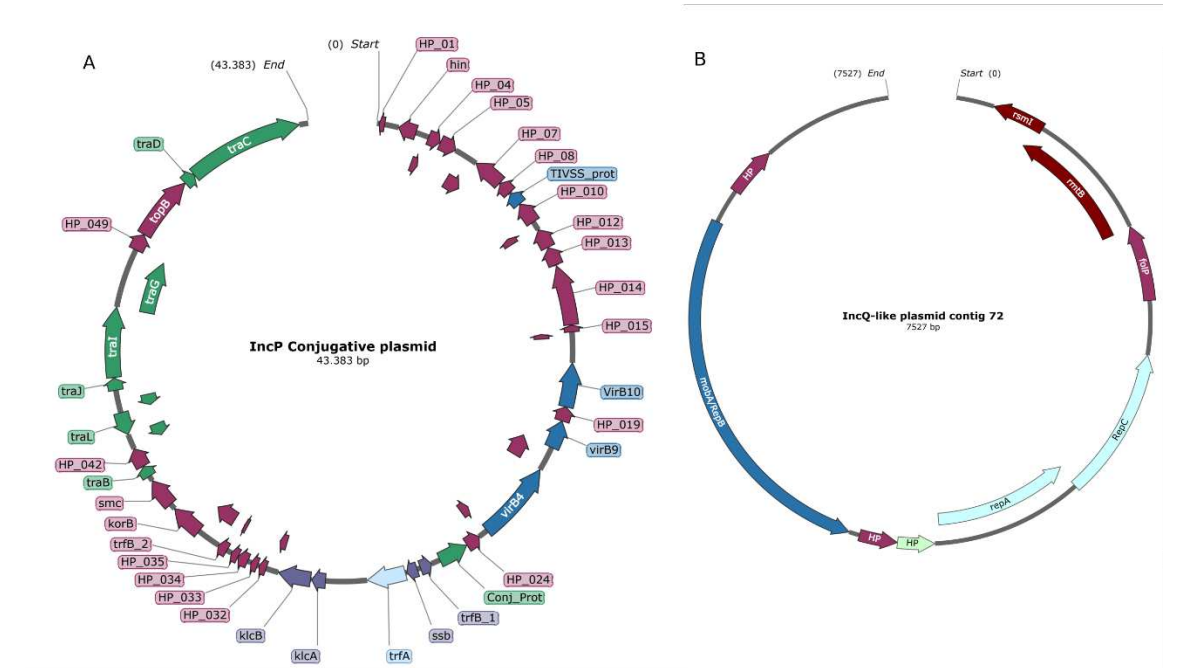 A
(0) Start
(43.383) End
HP_01
hin
HP_04
HP_05
HP_07
HP_08
TIVSS_prot
HP_010
HP_012
HP_013
HP_014
HP_015
VirB10
HP_019
virB9
virB4
HP_024
Conj_Prot
trfB_1
ssb
trfA
klcA
klcB
HP_032
HP_033
HP_034
HP_035
trfB_2
korB
smc
traB
HP_042
traL
traJ
traI
traG
HP_049
topB
traD
traC
IncP Conjugative plasmid
43.383 bp
B
(7527) End
Start (0)
rsmI
rmtB
folP
RepC
repA
HP
HP
mobA/RepB
HP
IncQ-like plasmid contig 72
7527 bp